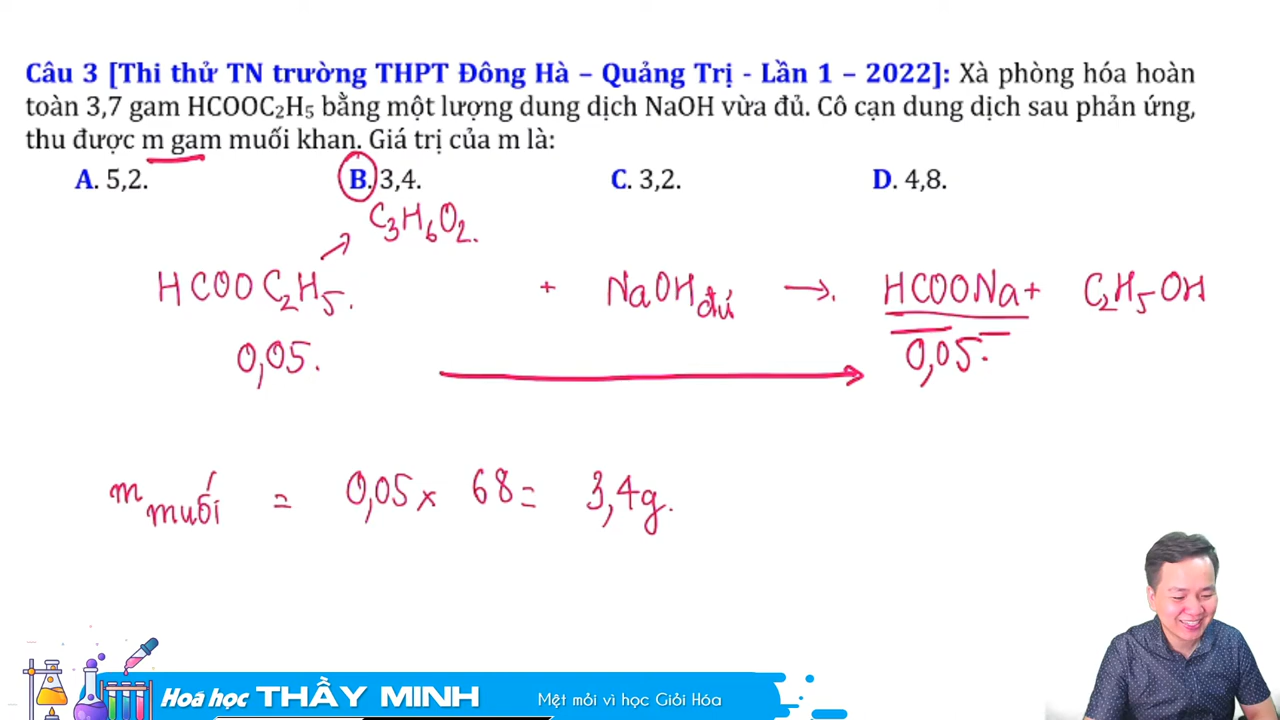 Câu 3 [Thi thử TN trường THPT Đông Hà – Quảng Trị - Lần 1 – 2022]: Xà phòng hóa hoàn
toàn 3,7 gam HCOOC₂H₅ bằng một lượng dung dịch NaOH vừa đủ. Cô cạn dung dịch sau phản ứng,
thu được m gam muối khan. Giá trị của m là:
A. 5,2. B. 3,4. C. 3,2. D. 4,8.
C₃H₆O₂.
HCOOC₂H₅. + NaOH đủ → HCOONa + C₂H₅OH
0,05. 0,05.
m muối = 0,05 × 68 = 3,4g.
Hoá học THẦY MINH Mệt mỏi vì học Giỏi Hóa